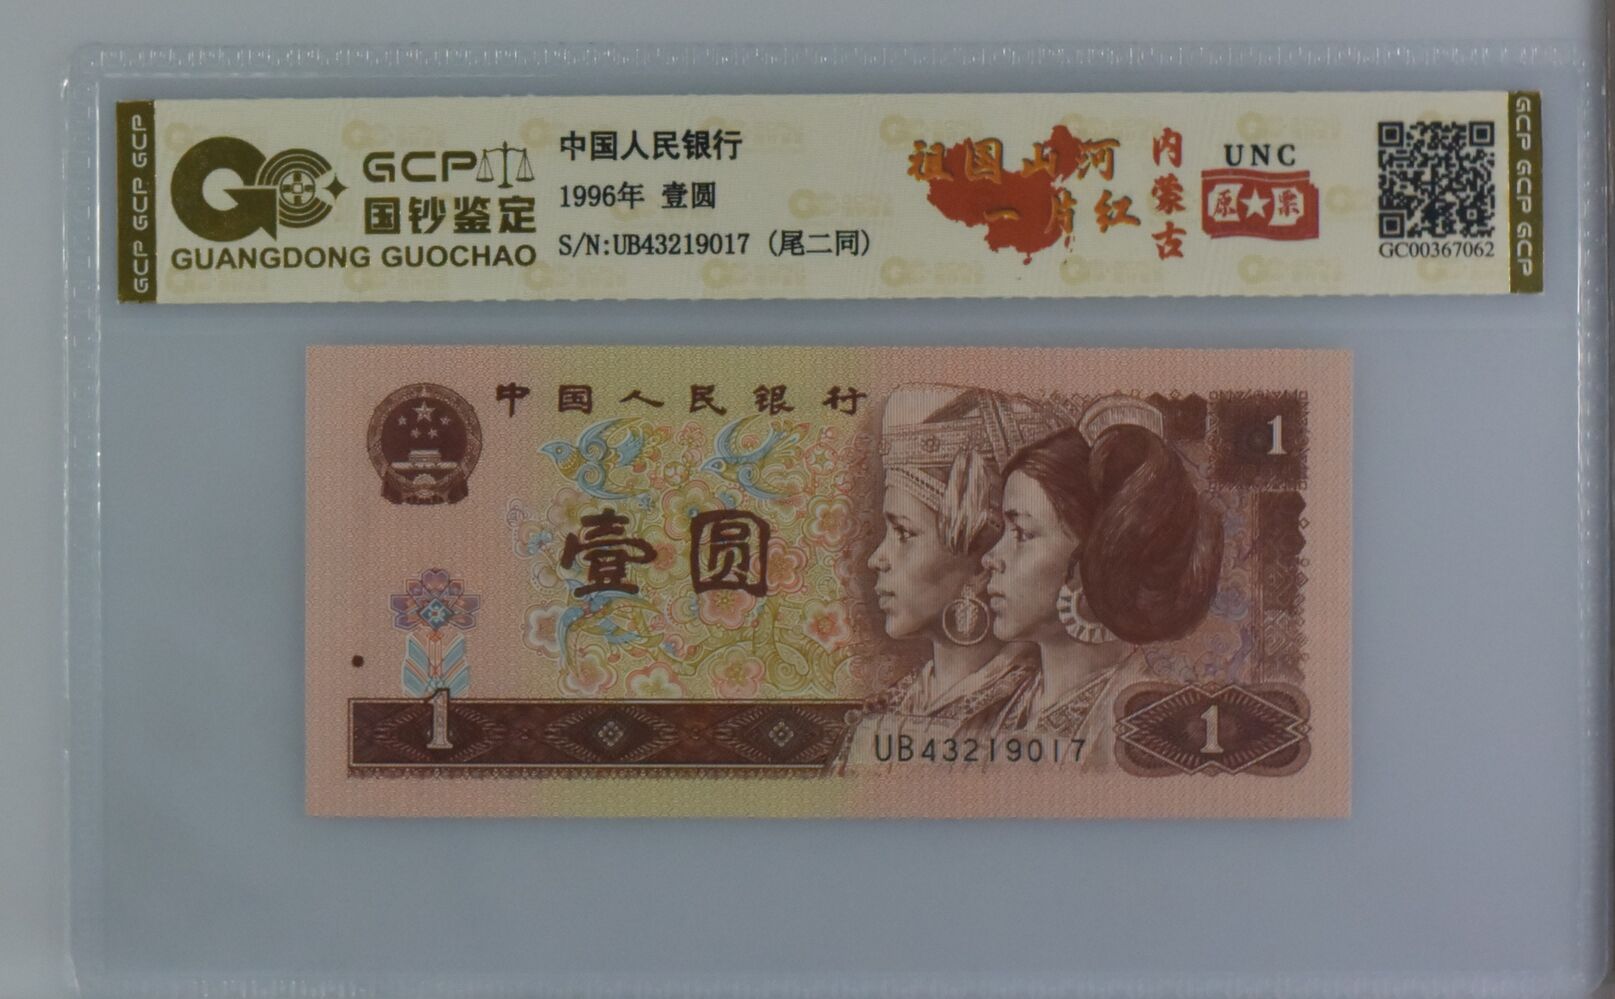 GCP GCP GCP
GCP
国钞鉴定
GUANGDONG GUOCHAO
中国人民银行
1996年 壹圆
S/N:UB43219017 (尾二同)
祖国山河
一片红
内蒙古
UNC
原★票
GC00367062
GCP GCP GCP
中国人民银行
1
壹圆
1
UB43219017
1